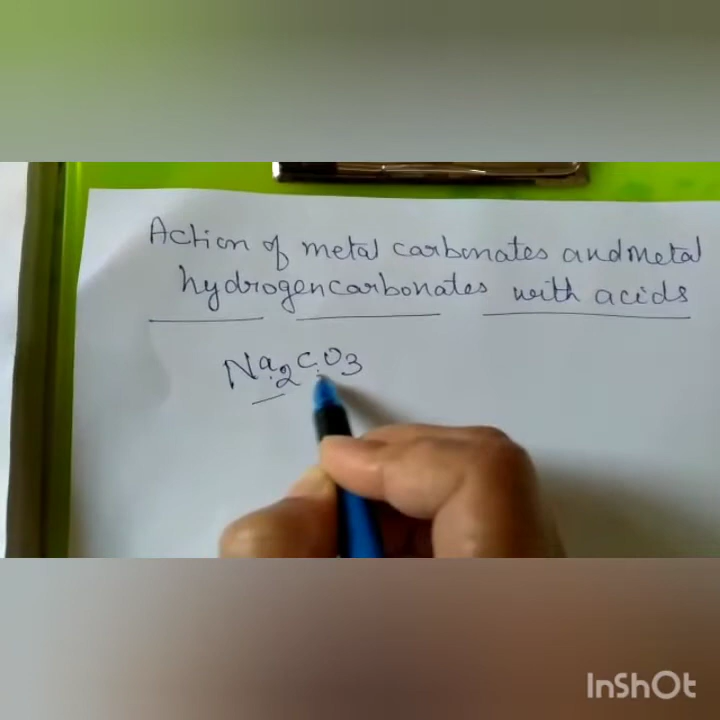 Action of metal carbonates and metal
hydrogencarbonates with acids
Na2CO3
InShOt